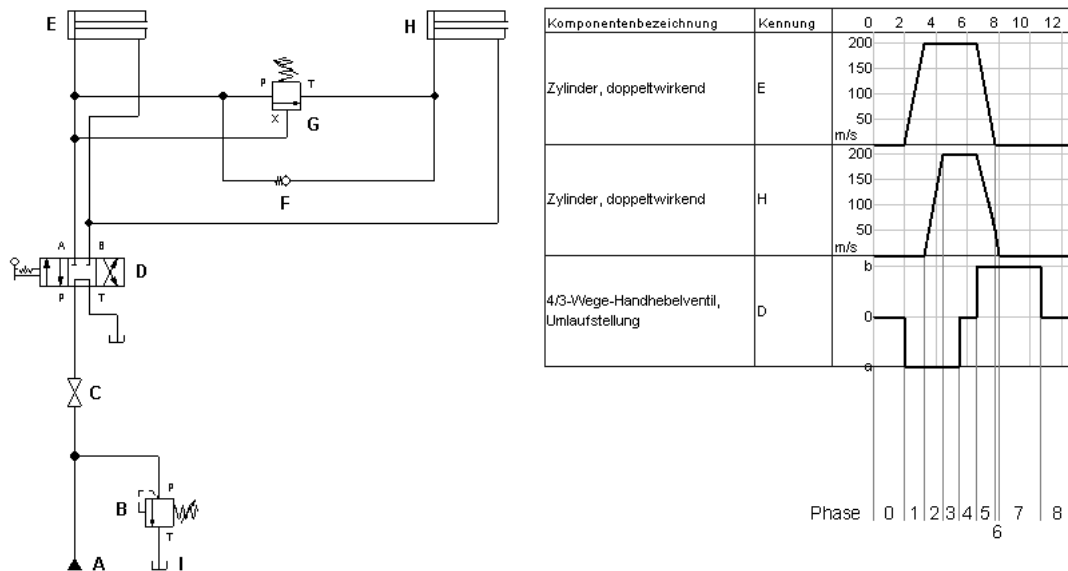 E
H
P
T
X
G
F
A
B
D
P
T
C
P
B
T
A
I
Komponentenbezeichnung Kennung 0 2 4 6 8 10 12
200
150
100
50
m/s
Zylinder, doppeltwirkend E
200
150
100
50
m/s
Zylinder, doppeltwirkend H
b
0
a
4/3-Wege-Handhebelventil,
Umlaufstellung
D
Phase 0 1 2 3 4 5 7 8
6